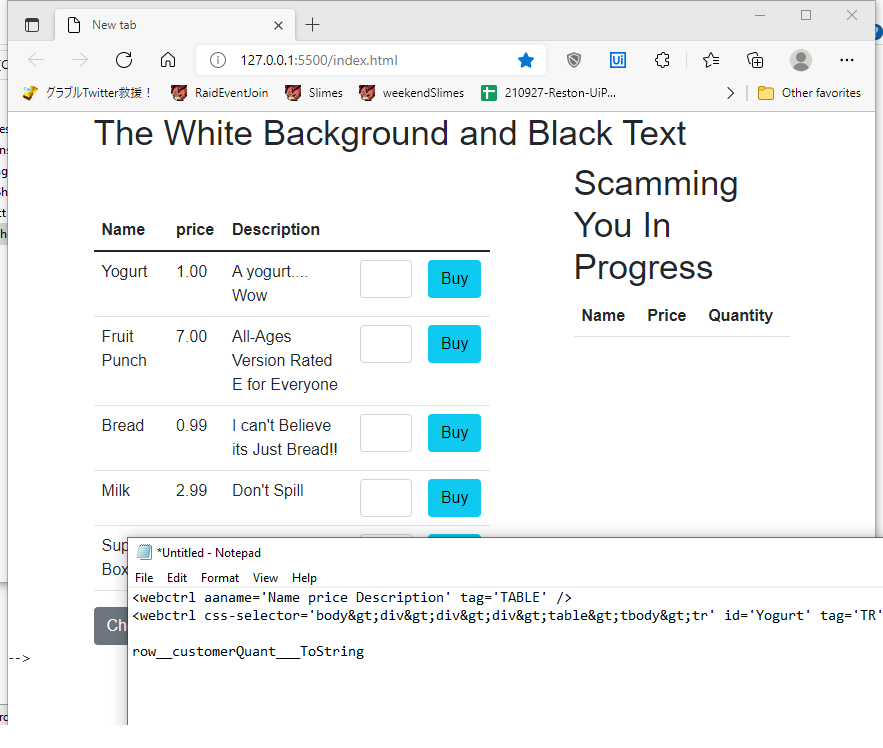 New tab
127.0.0.1:5500/index.html
グラブルTwitter救援！ RaidEventJoin Slimes weekendSlimes 210927-Reston-UiP... Other favorites
The White Background and Black Text
Scamming
You In
Progress
Name Price Quantity
Name price Description
Yogurt 1.00 A yogurt.... Buy
Wow
Fruit 7.00 All-Ages Buy
Punch Version Rated
E for Everyone
Bread 0.99 I can't Believe Buy
its Just Bread!!
Milk 2.99 Don't Spill Buy
Sup
Box
Ch
-->
*Untitled - Notepad
File Edit Format View Help
<webctrl aaname='Name price Description' tag='TABLE' />
<webctrl css-selector='body&gt;div&gt;div&gt;div&gt;table&gt;tbody&gt;tr' id='Yogurt' tag='TR'
row__customerQuant___ToString